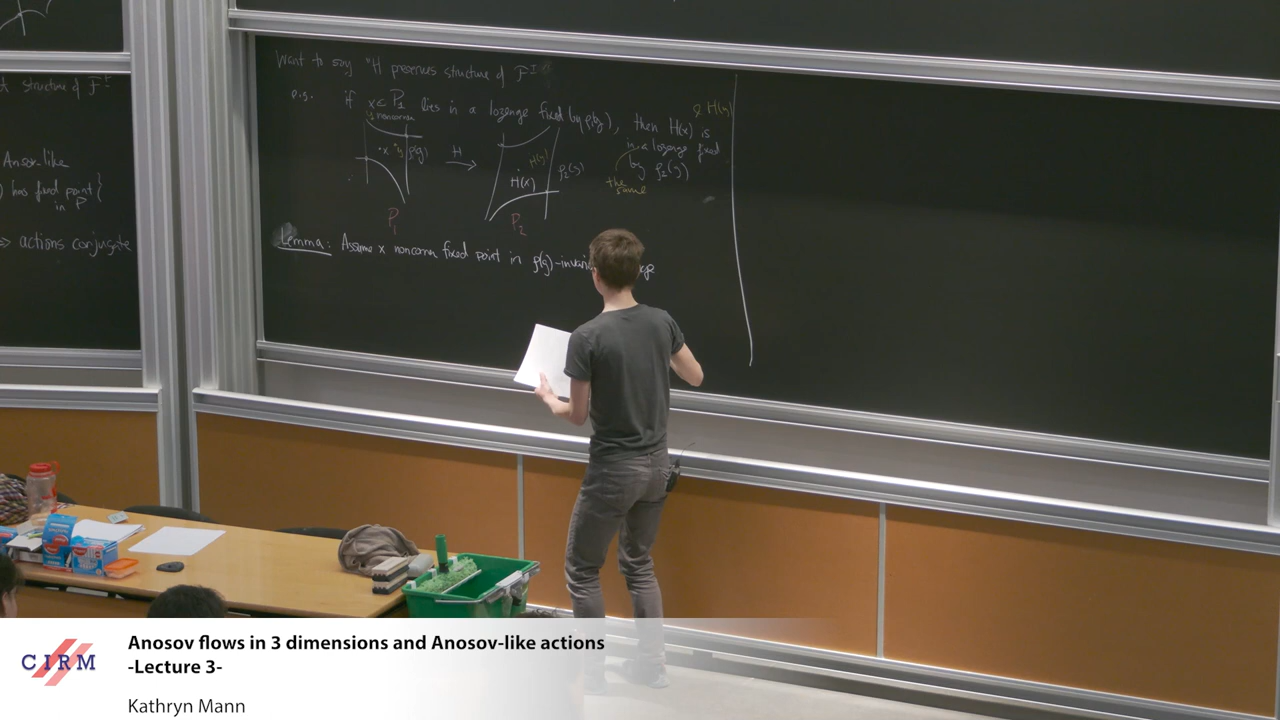 t structure of F^±
Anosov-like
) has fixed point}
in P
=> actions conjugate
Want to say "H preserves structure of F^±
e.g. if x ∈ P₁ lies in a lozenge fixed by ρ₁(g), then H(x) is
is noncorner
& H(y)
in a lozenge fixed
by ρ₂(g)
the same
•x •y ρ₁(g)
H
H(y)
H(x)
ρ₂(g)
P₁
P₂
Lemma: Assume x noncorner fixed point in ρ(g)-invari
CIRM
Anosov flows in 3 dimensions and Anosov-like actions
-Lecture 3-
Kathryn Mann